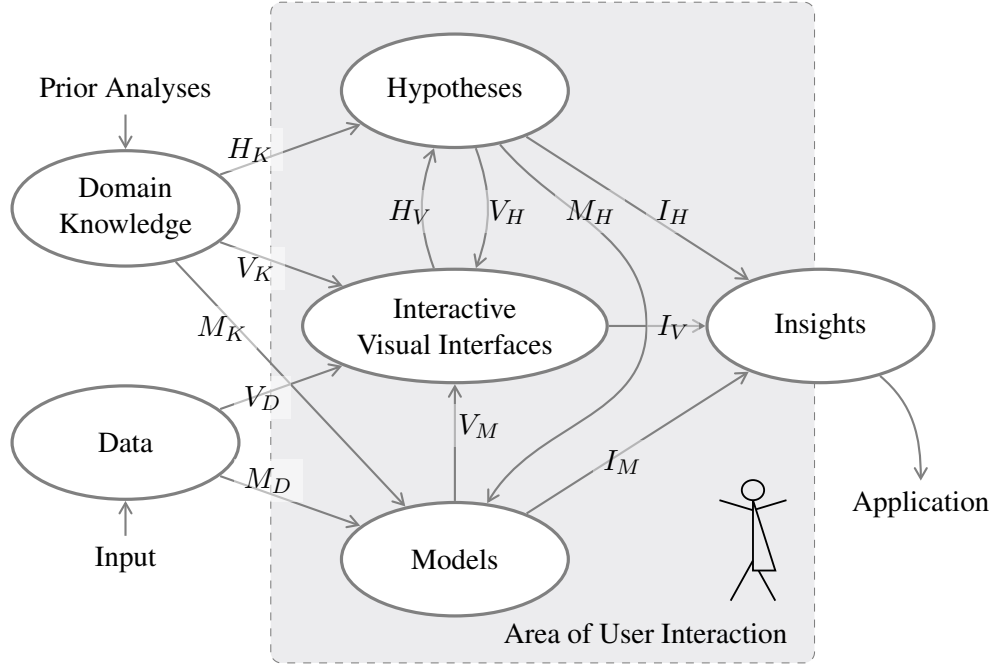 Prior Analyses
Hypotheses
H_K
Domain
Knowledge
H_V
V_H
M_H
I_H
V_K
M_K
Interactive
Visual Interfaces
I_V
Insights
V_D
V_M
Data
M_D
I_M
Application
Input
Models
Area of User Interaction